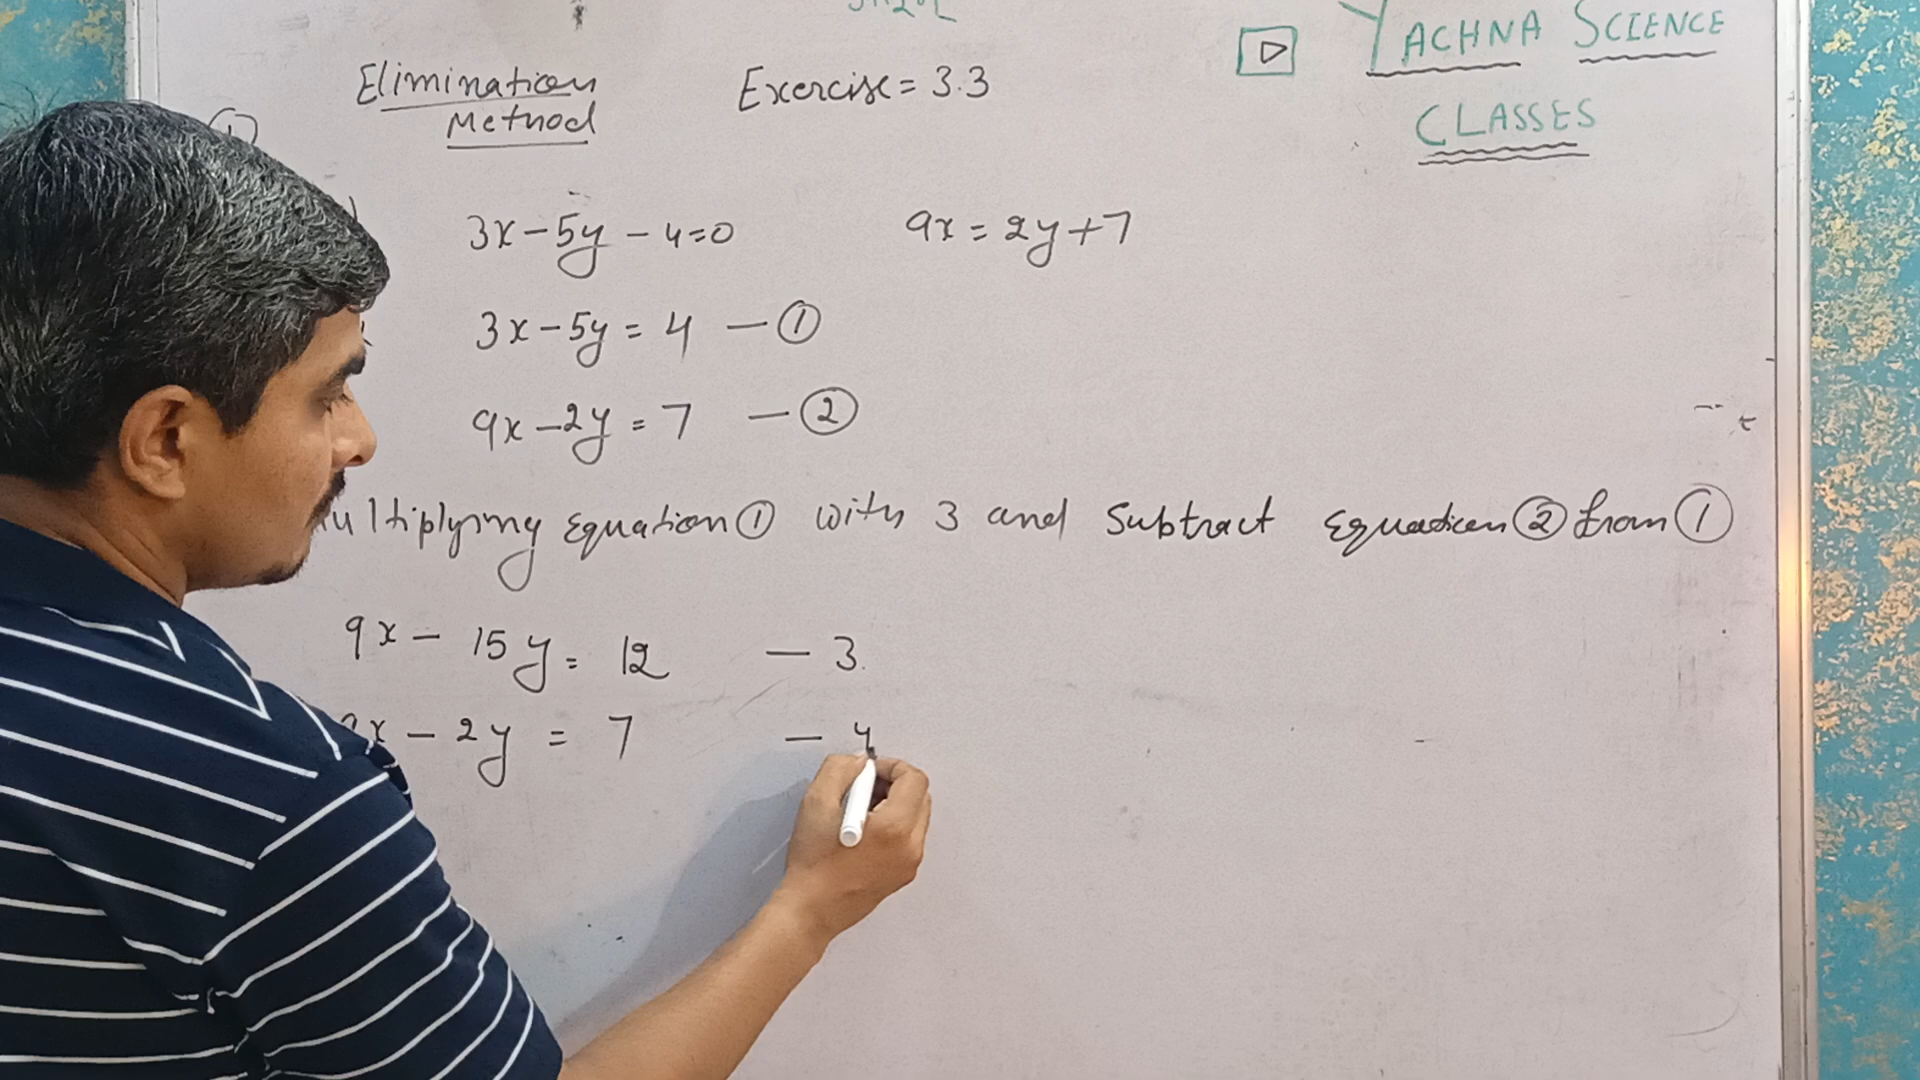 YACHNA SCIENCE
CLASSES
Elimination
Method
Exercise = 3.3
①
3x - 5y - 4 = 0
9x = 2y + 7
3x - 5y = 4 - ①
9x - 2y = 7 - ②
ultiplying Equation ① with 3 and Subtract Equation ② from ①
9x - 15y = 12 - 3
x - 2y = 7 - 4